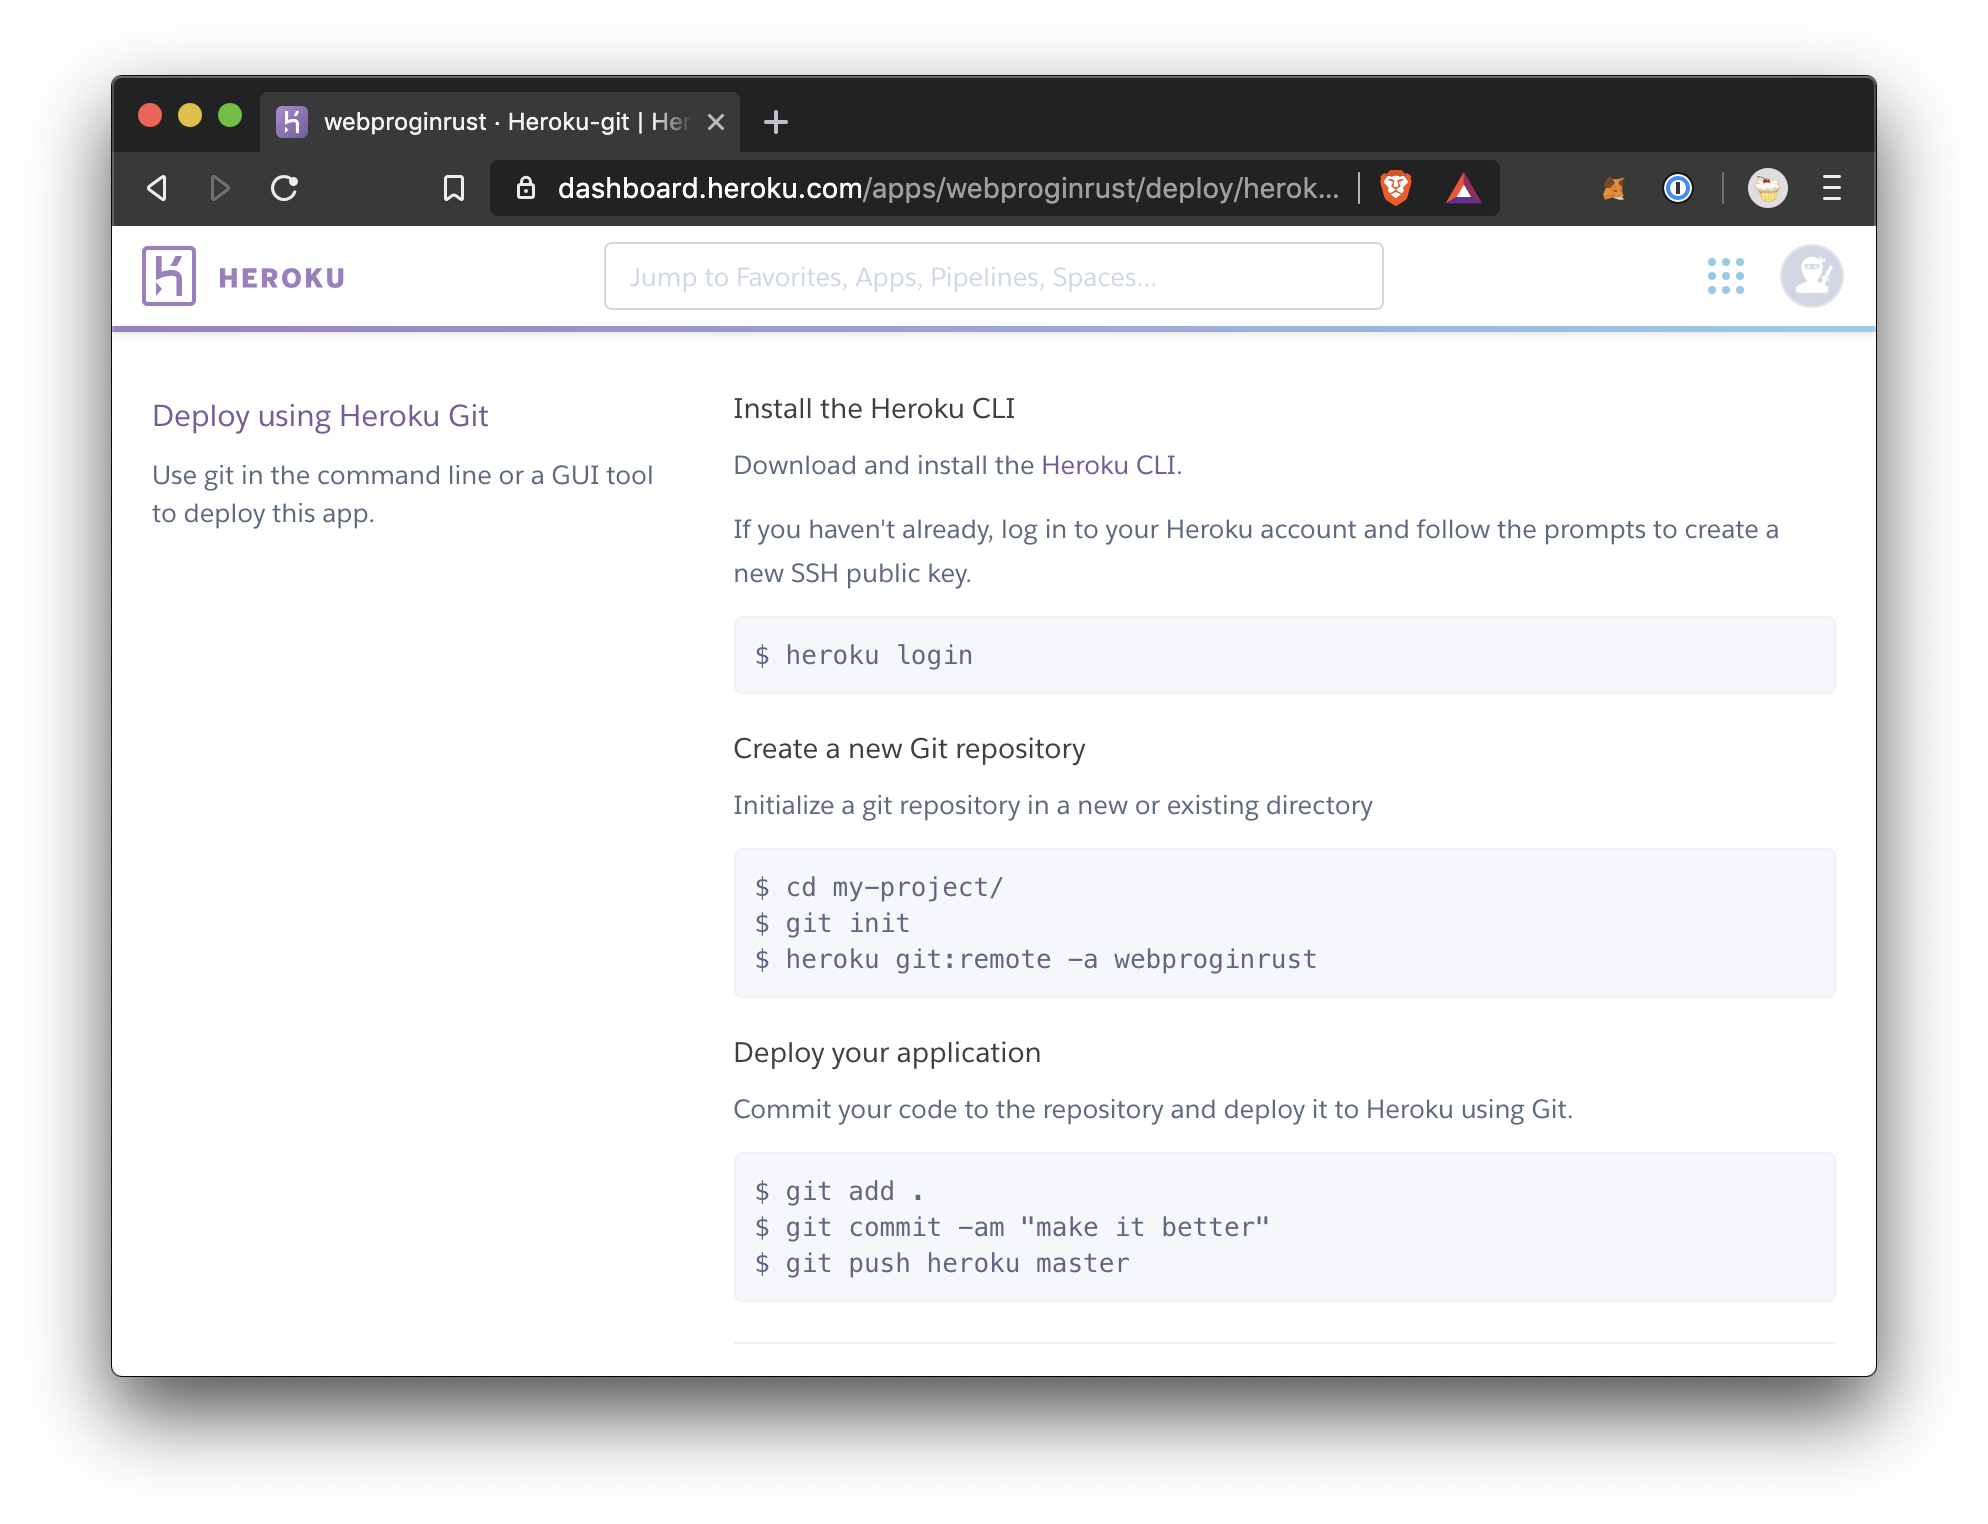 webproginrust · Heroku-git | Her
dashboard.heroku.com/apps/webproginrust/deploy/herok...
HEROKU
Jump to Favorites, Apps, Pipelines, Spaces...
Deploy using Heroku Git
Use git in the command line or a GUI tool
to deploy this app.
Install the Heroku CLI
Download and install the Heroku CLI.
If you haven't already, log in to your Heroku account and follow the prompts to create a
new SSH public key.
$ heroku login
Create a new Git repository
Initialize a git repository in a new or existing directory
$ cd my-project/
$ git init
$ heroku git:remote -a webproginrust
Deploy your application
Commit your code to the repository and deploy it to Heroku using Git.
$ git add .
$ git commit -am "make it better"
$ git push heroku master